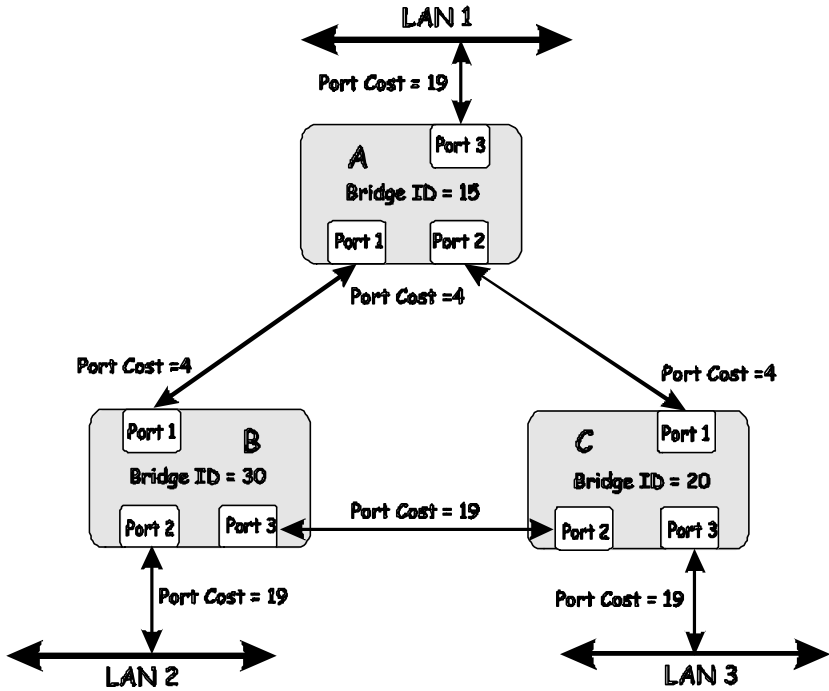 LAN 1
Port Cost = 19
Port 3
A
Bridge ID = 15
Port 1
Port 2
Port Cost =4
Port Cost =4
Port Cost =4
Port 1
B
Bridge ID = 30
Port 2
Port 3
C
Port 1
Bridge ID = 20
Port 2
Port 3
Port Cost = 19
Port Cost = 19
Port Cost = 19
LAN 2
LAN 3